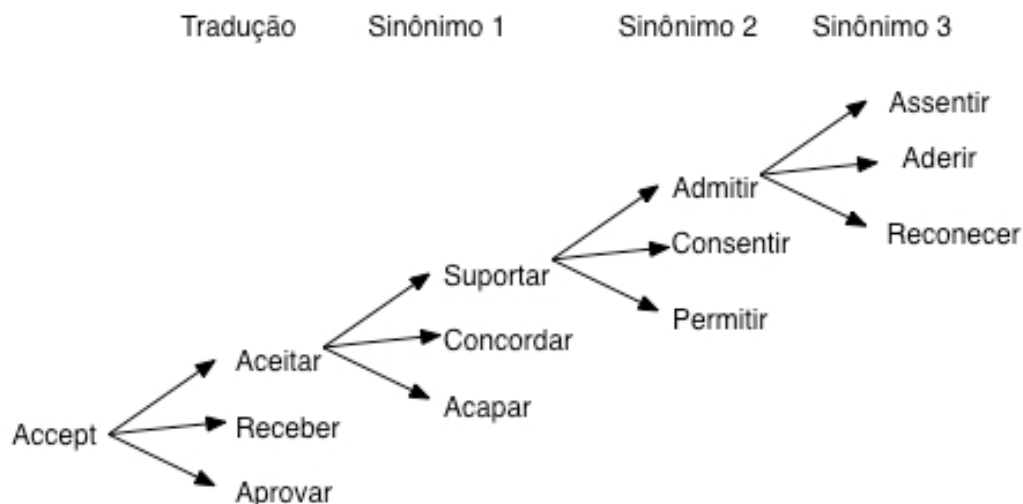 Tradução Sinônimo 1 Sinônimo 2 Sinônimo 3
Assentir
Aderir
Admitir
Reconecer
Consentir
Suportar
Permitir
Concordar
Aceitar
Acapar
Receber
Accept
Aprovar